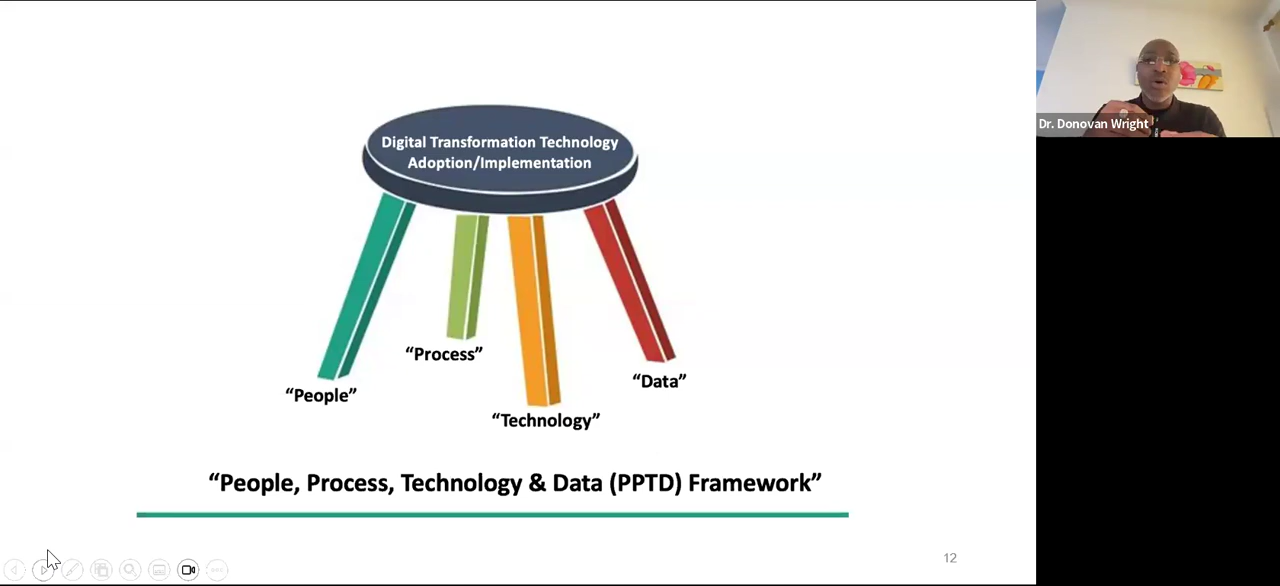 Digital Transformation Technology
Adoption/Implementation
“Process”
“People”
“Data”
“Technology”
“People, Process, Technology & Data (PPTD) Framework”
12
Dr. Donovan Wright